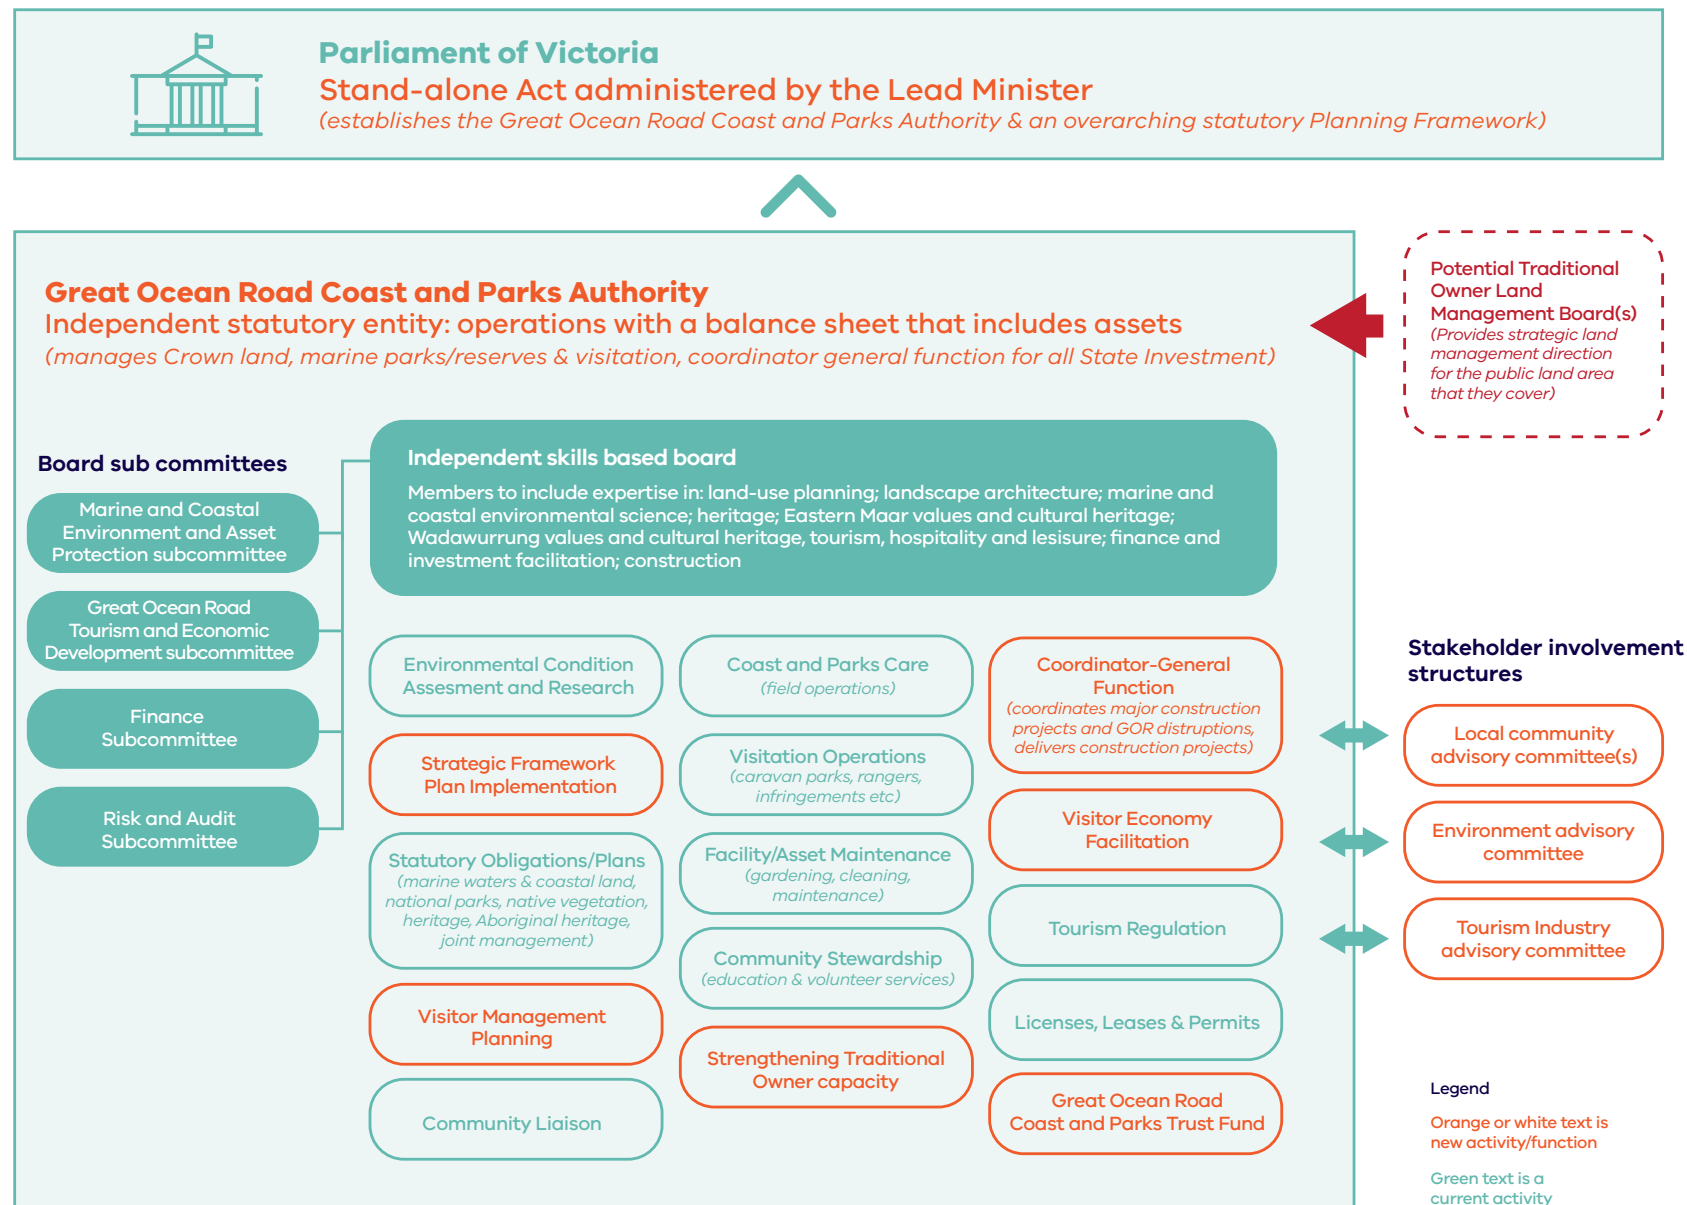 Parliament of Victoria
Stand-alone Act administered by the Lead Minister
(establishes the Great Ocean Road Coast and Parks Authority & an overarching statutory Planning Framework)
Great Ocean Road Coast and Parks Authority
Independent statutory entity: operations with a balance sheet that includes assets
(manages Crown land, marine parks/reserves & visitation, coordinator general function for all State Investment)
Potential Traditional
Owner Land
Management Board(s)
(Provides strategic land
management direction
for the public land area
that they cover)
Board sub committees
Marine and Coastal
Environment and Asset
Protection subcommittee
Great Ocean Road
Tourism and Economic
Development subcommittee
Finance
Subcommittee
Risk and Audit
Subcommittee
Independent skills based board
Members to include expertise in: land-use planning; landscape architecture; marine and
coastal environmental science; heritage; Eastern Maar values and cultural heritage;
Wadawurrung values and cultural heritage, tourism, hospitality and lesisure; finance and
investment facilitation; construction
Environmental Condition
Assesment and Research
Strategic Framework
Plan Implementation
Statutory Obligations/Plans
(marine waters & coastal land,
national parks, native vegetation,
heritage, Aboriginal heritage,
joint management)
Visitor Management
Planning
Community Liaison
Coast and Parks Care
(field operations)
Visitation Operations
(caravan parks, rangers,
infringements etc)
Facility/Asset Maintenance
(gardening, cleaning,
maintenance)
Community Stewardship
(education & volunteer services)
Strengthening Traditional
Owner capacity
Coordinator-General
Function
(coordinates major construction
projects and GOR distruptions,
delivers construction projects)
Visitor Economy
Facilitation
Tourism Regulation
Licenses, Leases & Permits
Great Ocean Road
Coast and Parks Trust Fund
Stakeholder involvement
structures
Local community
advisory committee(s)
Environment advisory
committee
Tourism Industry
advisory committee
Legend
Orange or white text is
new activity/function
Green text is a
current activity